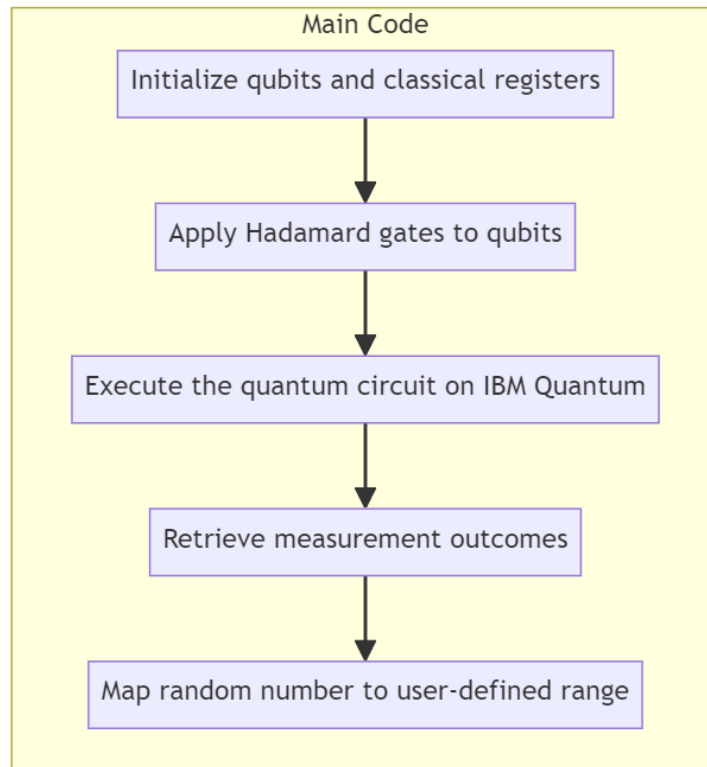 Main Code
Initialize qubits and classical registers
Apply Hadamard gates to qubits
Execute the quantum circuit on IBM Quantum
Retrieve measurement outcomes
Map random number to user-defined range